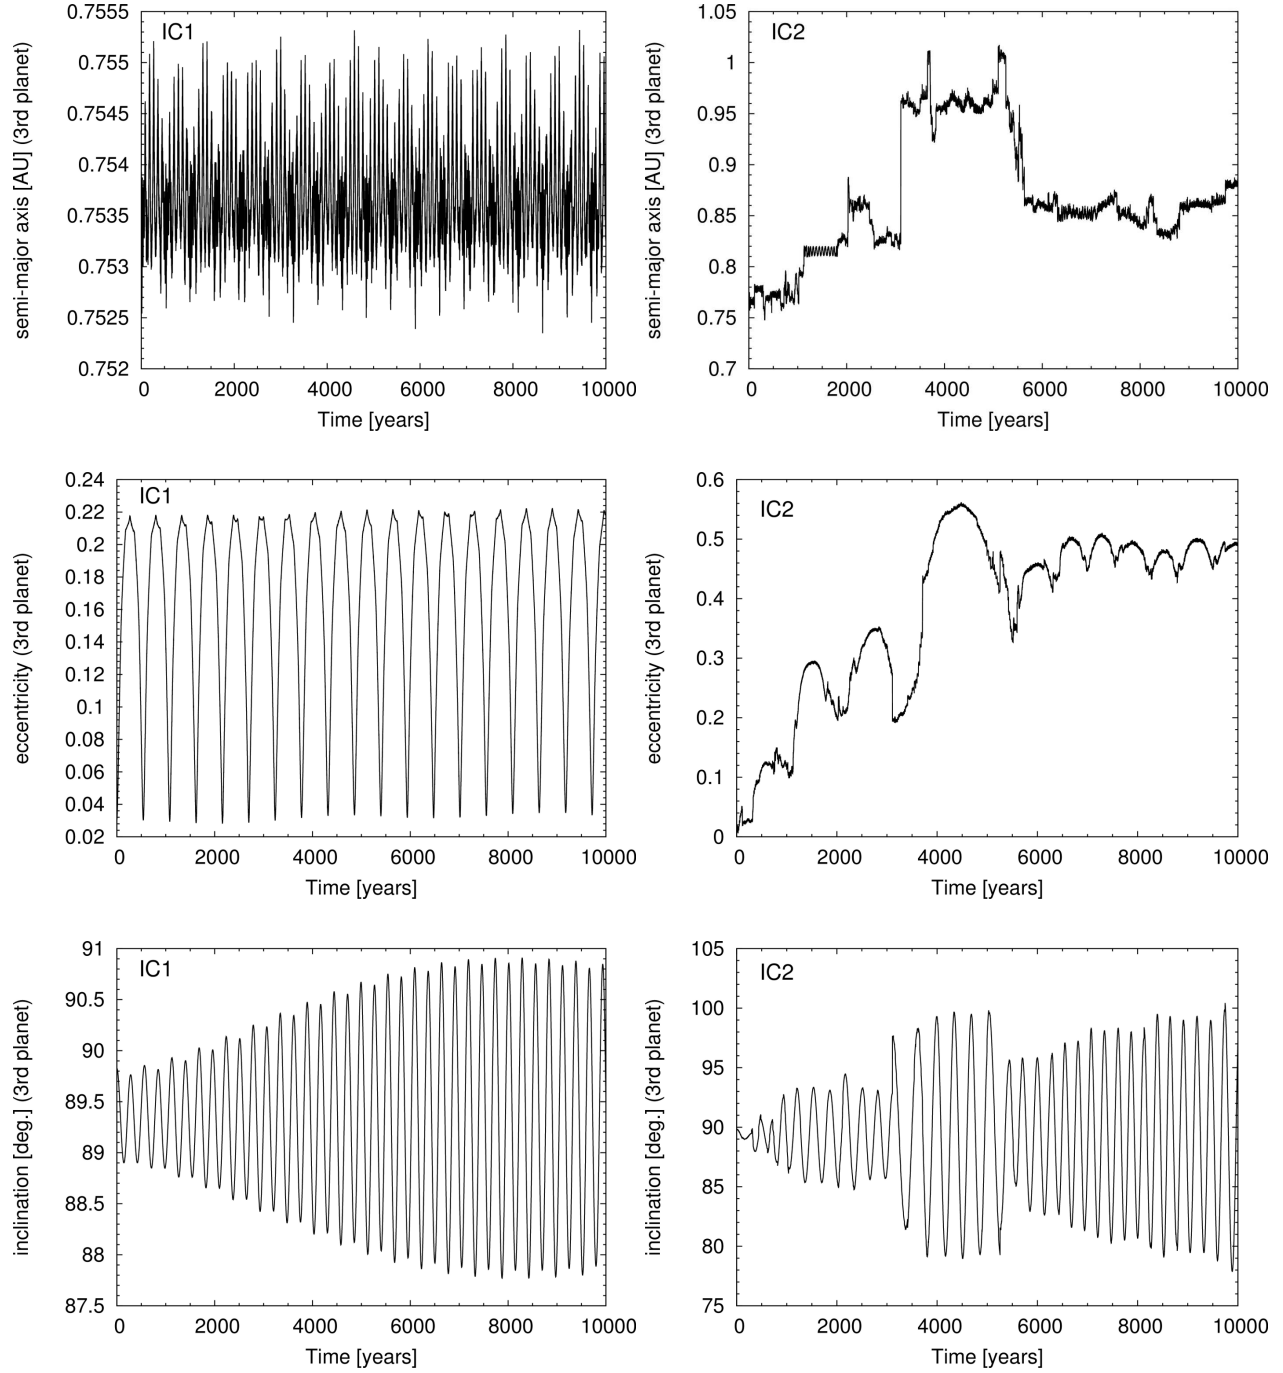 IC1
semi-major axis [AU] (3rd planet)
0.7555
0.755
0.7545
0.754
0.7535
0.753
0.7525
0.752
0 2000 4000 6000 8000 10000
Time [years]
IC2
semi-major axis [AU] (3rd planet)
1.05
1
0.95
0.9
0.85
0.8
0.75
0.7
0 2000 4000 6000 8000 10000
Time [years]
IC1
eccentricity (3rd planet)
0.24
0.22
0.2
0.18
0.16
0.14
0.12
0.1
0.08
0.06
0.04
0.02
0 2000 4000 6000 8000 10000
Time [years]
IC2
eccentricity (3rd planet)
0.6
0.5
0.4
0.3
0.2
0.1
0
0 2000 4000 6000 8000 10000
Time [years]
IC1
inclination [deg.] (3rd planet)
91
90.5
90
89.5
89
88.5
88
87.5
0 2000 4000 6000 8000 10000
Time [years]
IC2
inclination [deg.] (3rd planet)
105
100
95
90
85
80
75
0 2000 4000 6000 8000 10000
Time [years]